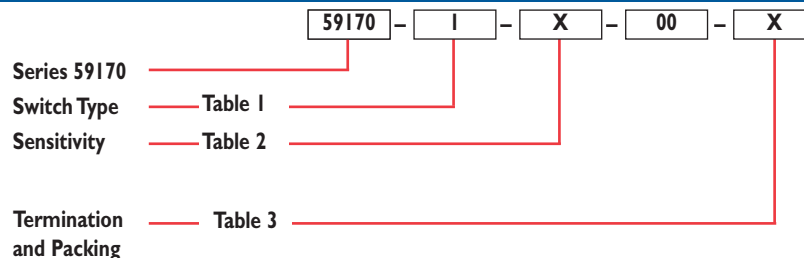 59170 – 1 – X – 00 – X
Series 59170
Switch Type Table 1
Sensitivity Table 2
Termination Table 3
and Packing